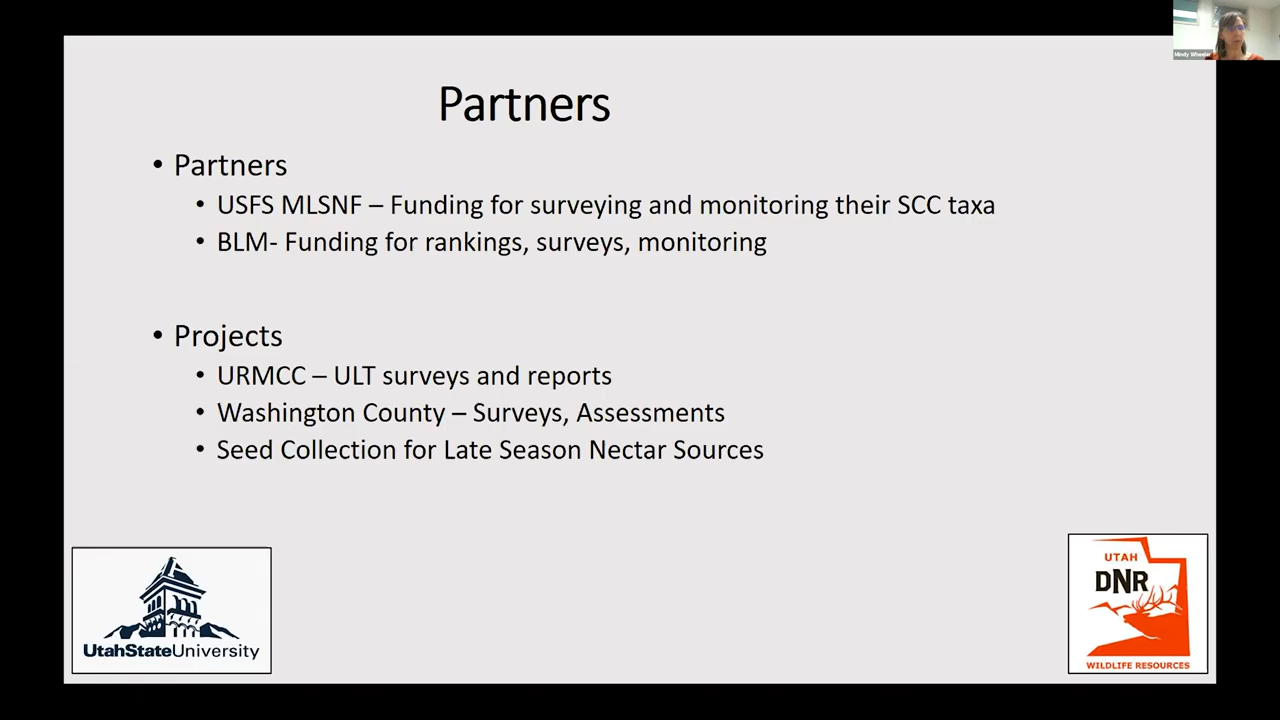 Mindy Wheeler
Partners
• Partners
• USFS MLSNF – Funding for surveying and monitoring their SCC taxa
• BLM- Funding for rankings, surveys, monitoring
• Projects
• URMCC – ULT surveys and reports
• Washington County – Surveys, Assessments
• Seed Collection for Late Season Nectar Sources
UtahStateUniversity
UTAH
DNR
WILDLIFE RESOURCES